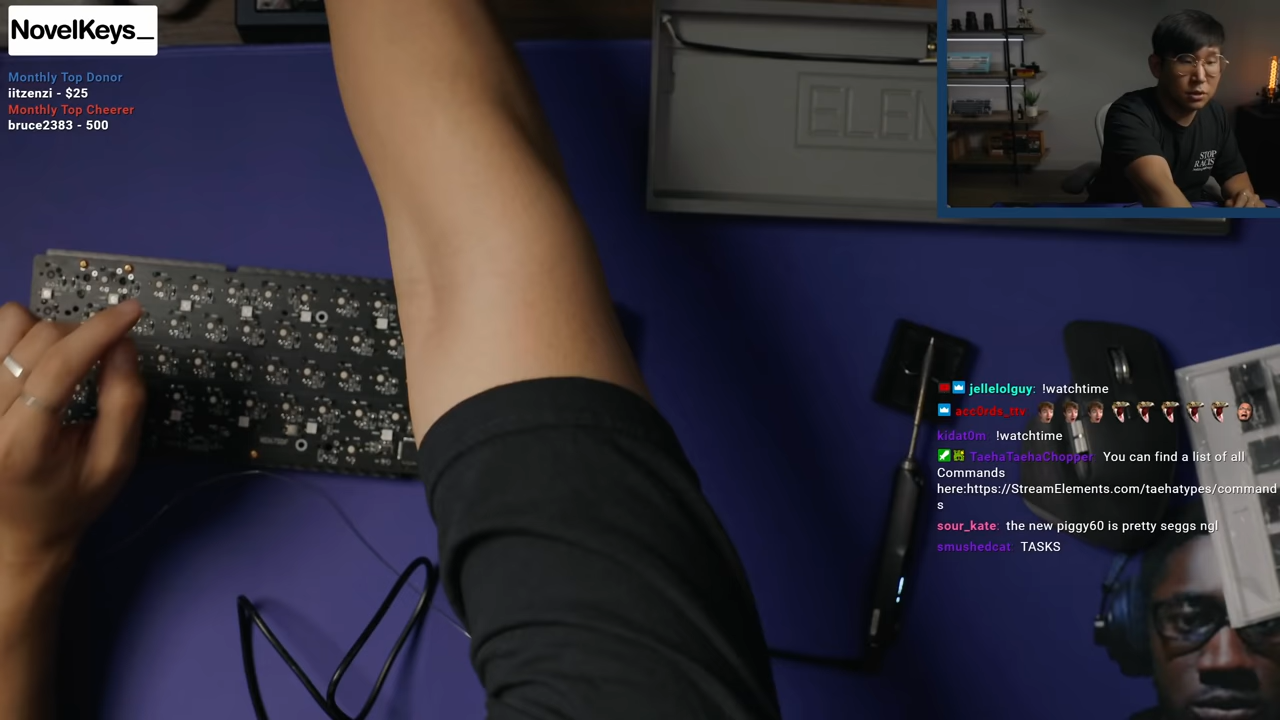 NovelKeys_
Monthly Top Donor
iitzenzi - $25
Monthly Top Cheerer
bruce2383 - 500
ELEM
STOP
jellelolguy: !watchtime
acc0rds_ttv:
kidat0m: !watchtime
TaehaTaehaChopper: You can find a list of all
Commands
here:https://StreamElements.com/taehatypes/command
s
sour_kate: the new piggy60 is pretty seggs ngl
smushedcat: TASKS